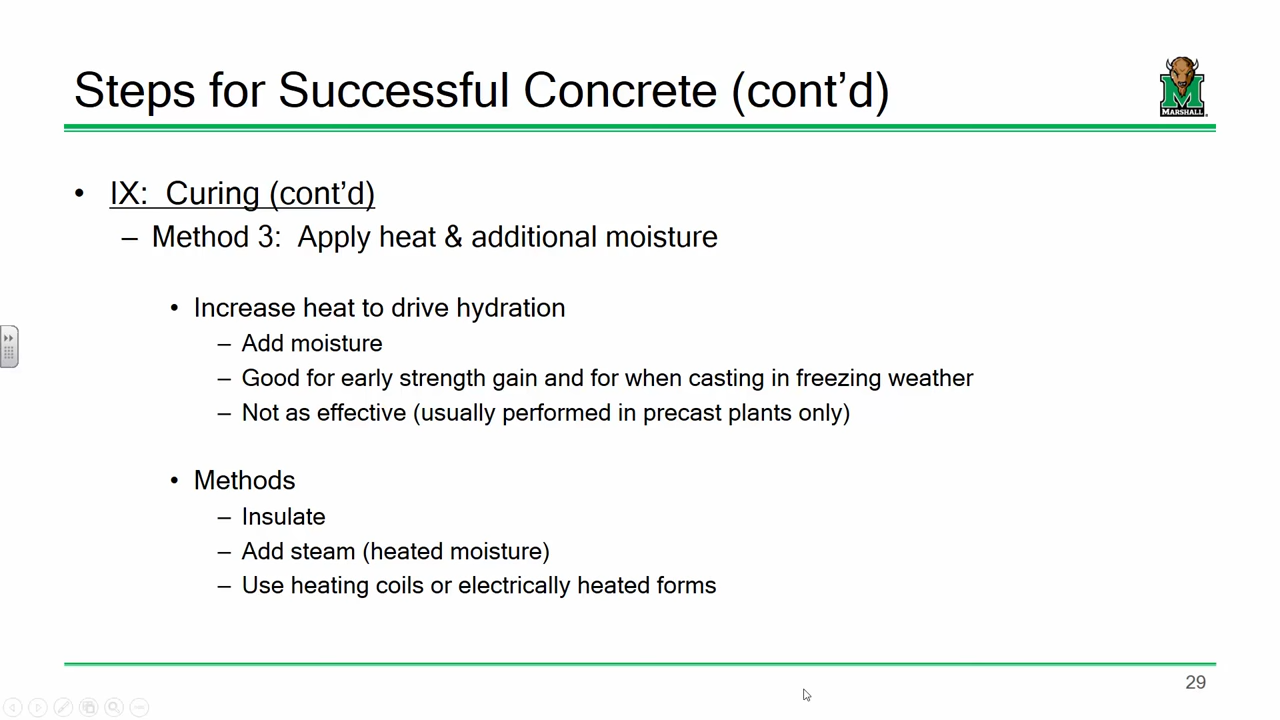 Steps for Successful Concrete (cont’d)
MARSHALL
• IX: Curing (cont’d)
– Method 3: Apply heat & additional moisture
• Increase heat to drive hydration
– Add moisture
– Good for early strength gain and for when casting in freezing weather
– Not as effective (usually performed in precast plants only)
• Methods
– Insulate
– Add steam (heated moisture)
– Use heating coils or electrically heated forms
29